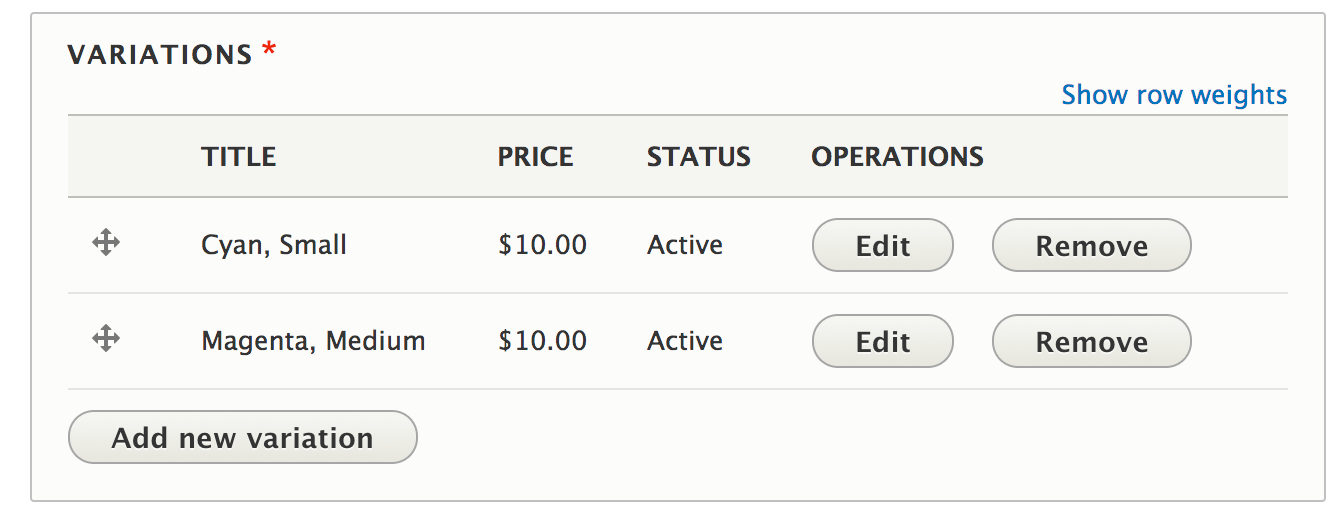 VARIATIONS *
Show row weights
TITLE PRICE STATUS OPERATIONS
Cyan, Small $10.00 Active Edit Remove
Magenta, Medium $10.00 Active Edit Remove
Add new variation